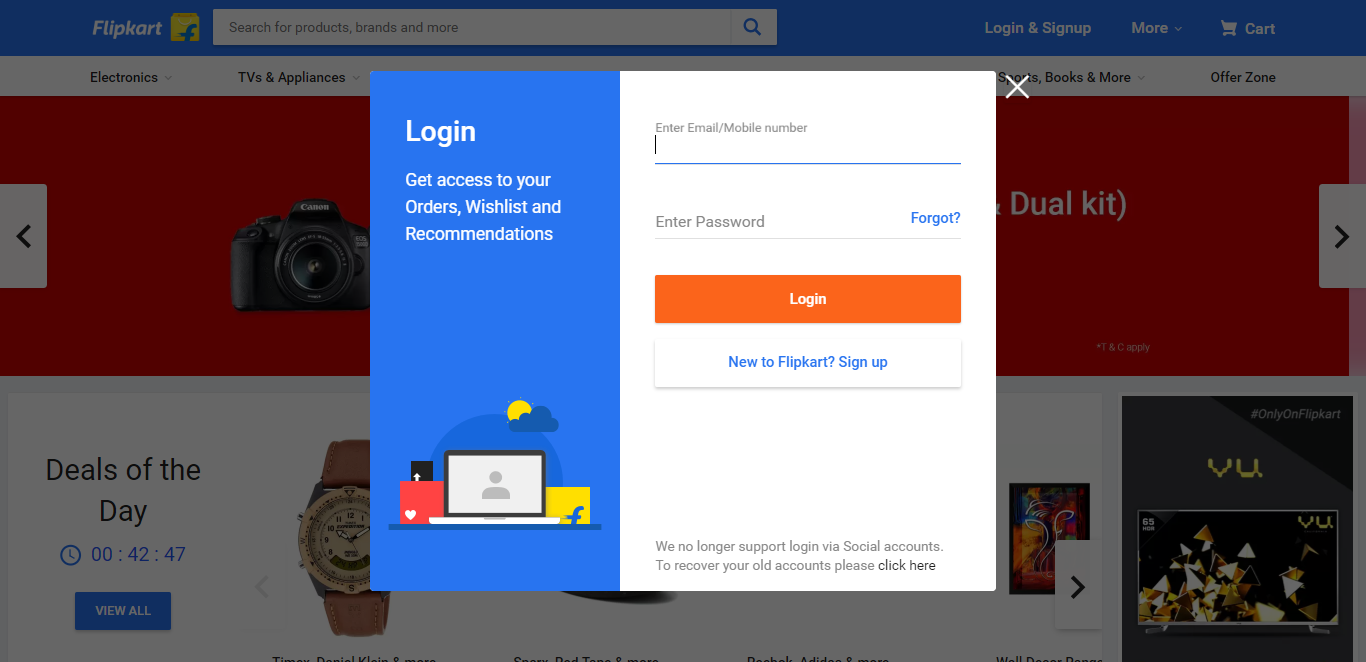 Flipkart
Search for products, brands and more
Login & Signup
More
Cart
Electronics
TVs & Appliances
Sports, Books & More
Offer Zone
Login
Get access to your
Orders, Wishlist and
Recommendations
Enter Email/Mobile number
Enter Password
Forgot?
Login
New to Flipkart? Sign up
We no longer support login via Social accounts.
To recover your old accounts please click here
Canon
EOS
& Dual kit)
*T & C apply
Deals of the
Day
00 : 42 : 47
VIEW ALL
#OnlyOnFlipkart
VU
65
HDR
VU
Timex, Daniel Klein & more
Sparx, Red Tape & more
Reebok, Adidas & more
Wall Decor Range